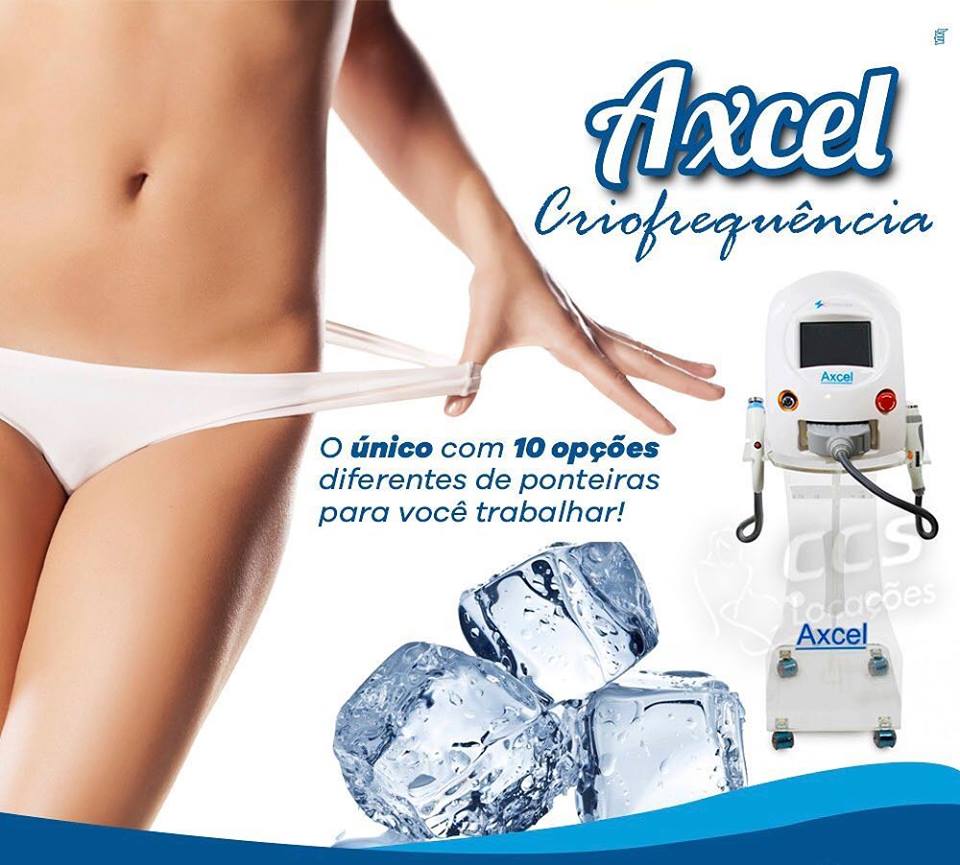 Axcel
Criofrequência
Axcel
O único com 10 opções
diferentes de ponteiras
para você trabalhar!
CCS
Locações
Axcel